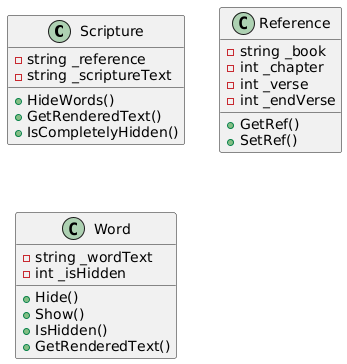 C Scripture
- string _reference
- string _scriptureText
HideWords()
GetRenderedText()
IsCompletelyHidden()
C Reference
- string _book
- int _chapter
- int _verse
- int _endVerse
GetRef()
SetRef()
C Word
- string _wordText
- int _isHidden
Hide()
Show()
IsHidden()
GetRenderedText()